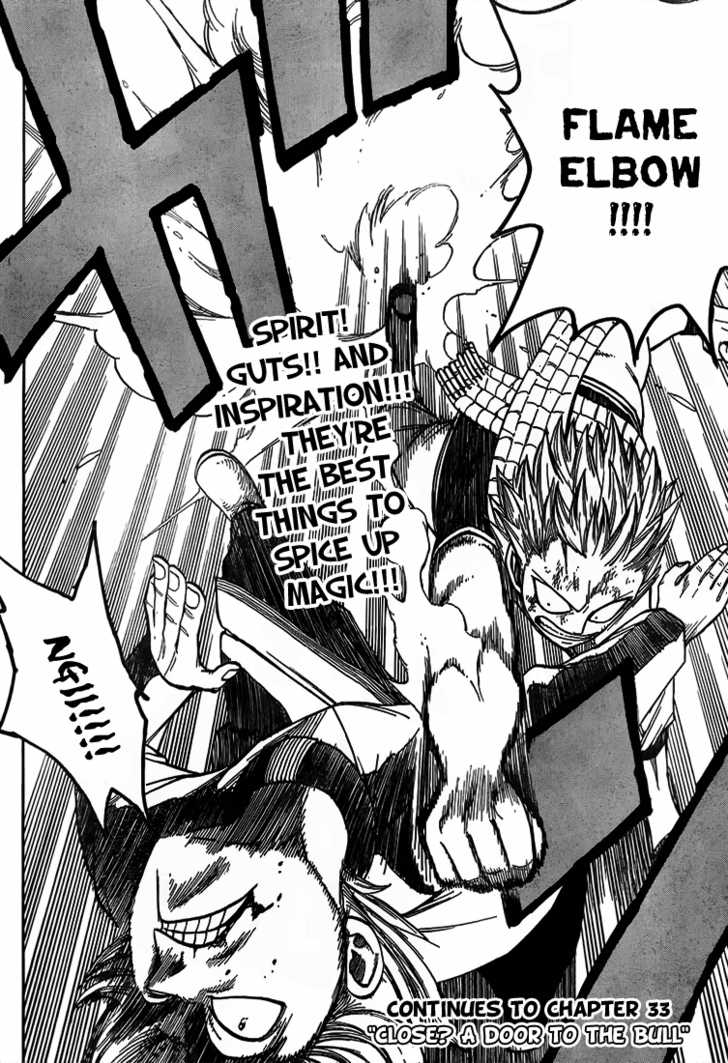 FLAME
ELBOW
!!!!
SPIRIT!
GUTS!! AND
INSPIRATION!!!
THEY'RE
THE BEST
THINGS TO
SPICE UP
MAGIC!!!
NGIIIIII!!!
CONTINUES TO CHAPTER 33
"CLOSE? A DOOR TO THE BULL"